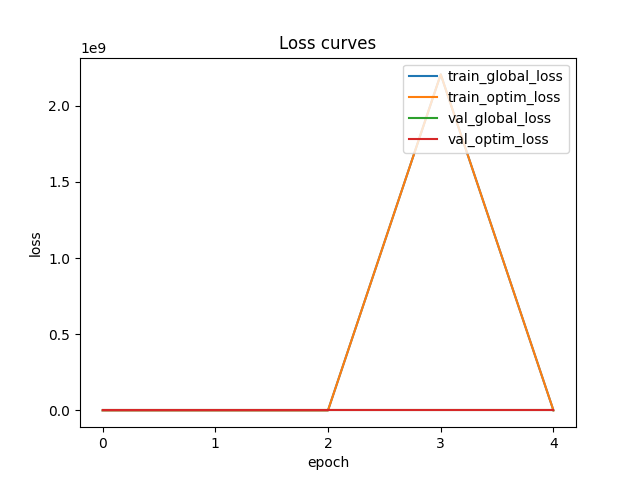 Loss curves
1e9
train_global_loss
train_optim_loss
val_global_loss
val_optim_loss
2.0
1.5
1.0
0.5
0.0
loss
0 1 2 3 4
epoch